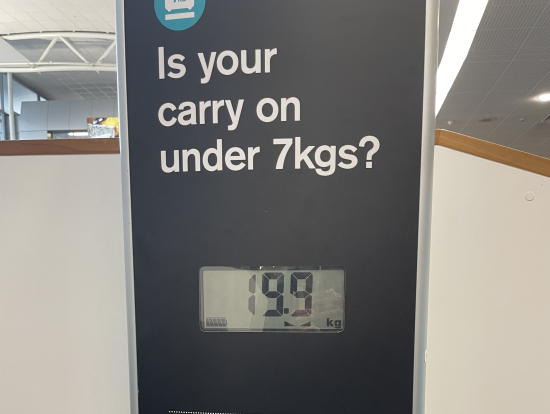 Is your
carry on
under 7kgs?
19.9
kg